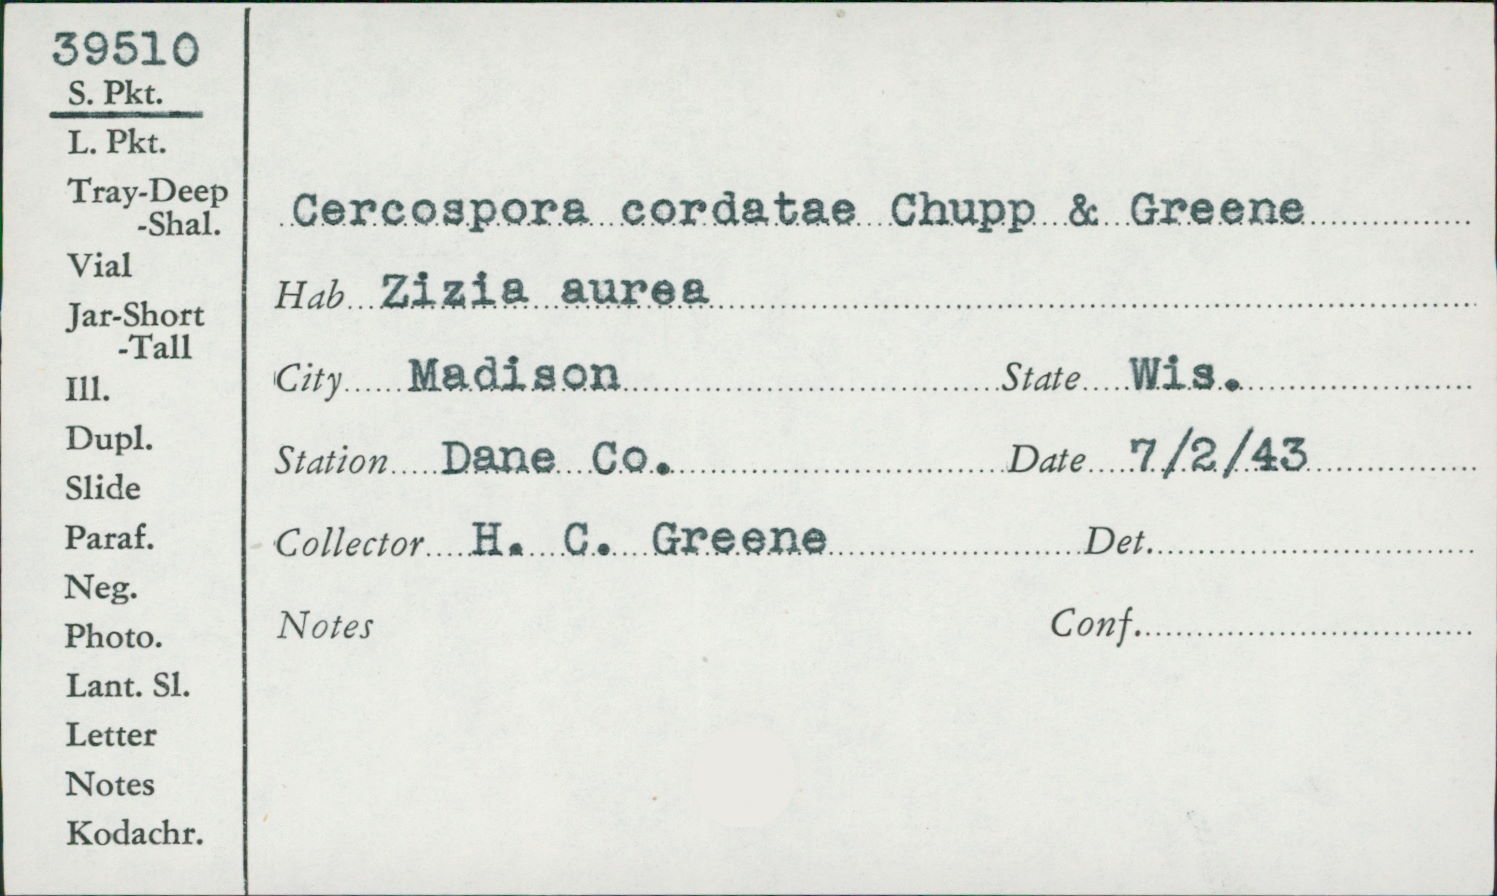 39510
S. Pkt.
L. Pkt.
Tray-Deep
-Shal.
Vial
Jar-Short
-Tall
Ill.
Dupl.
Slide
Paraf.
Neg.
Photo.
Lant. Sl.
Letter
Notes
Kodachr.
Cercospora cordatae Chupp & Greene
Hab Zizia aurea
City Madison State Wis.
Station Dane Co. Date 7/2/43
Collector H. C. Greene Det.
Notes Conf.